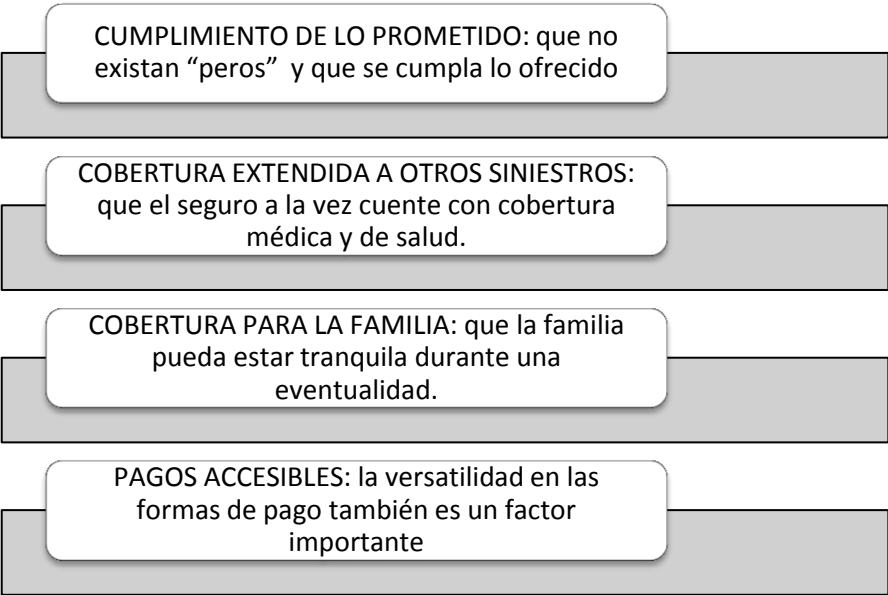 CUMPLIMIENTO DE LO PROMETIDO: que no
existan “peros”  y que se cumpla lo ofrecido
COBERTURA EXTENDIDA A OTROS SINIESTROS:
que el seguro a la vez cuente con cobertura
médica y de salud.
COBERTURA PARA LA FAMILIA: que la familia
pueda estar tranquila durante una
eventualidad.
PAGOS ACCESIBLES: la versatilidad en las
formas de pago también es un factor
importante